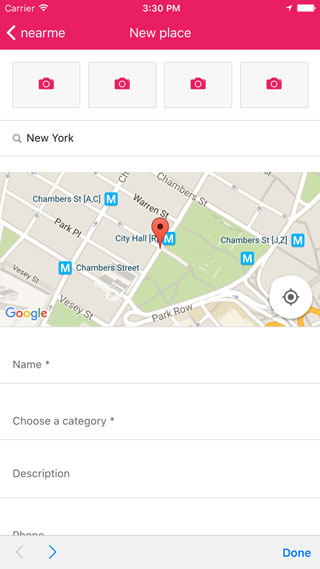 Carrier 3:30 PM
nearme New place
New York
Chambers St
Chambers St [A,C] M
Warren St
Park Pl
City Hall [R] M
Chambers St [J,Z] M
M Chambers Street
M
Vesey St
Vesey St
Park Row
Google
Name *
Choose a category *
Description
Phone
Done